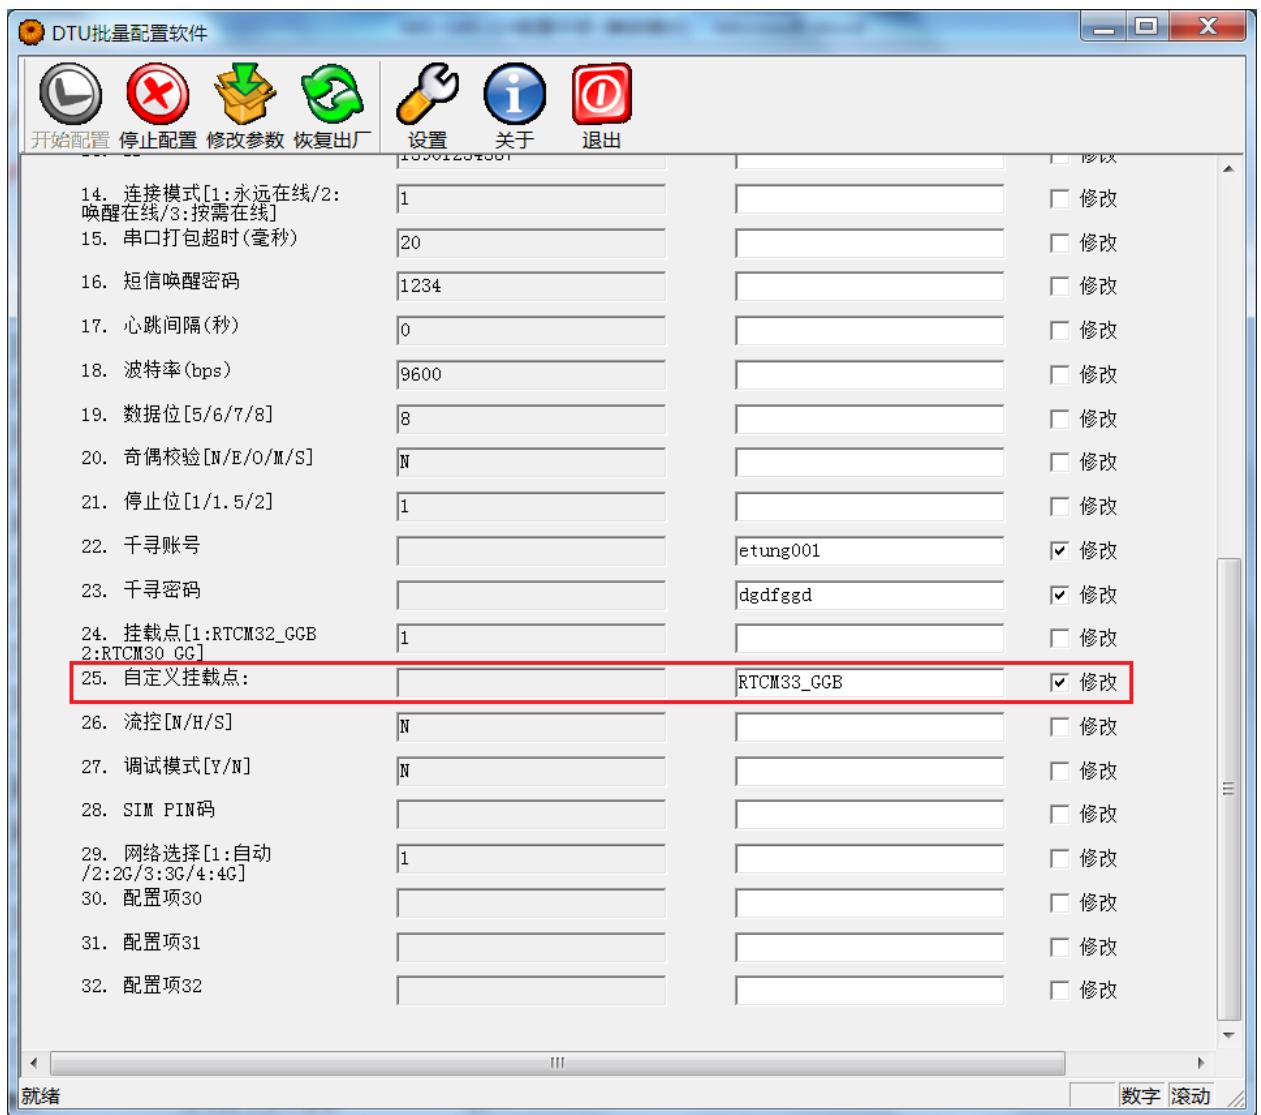 DTU批量配置软件
开始配置 停止配置 修改参数 恢复出厂 设置 关于 退出
14. 连接模式[1:永远在线/2:
唤醒在线/3:按需在线] 1 修改
15. 串口打包超时(毫秒) 20 修改
16. 短信唤醒密码 1234 修改
17. 心跳间隔(秒) 0 修改
18. 波特率(bps) 9600 修改
19. 数据位[5/6/7/8] 8 修改
20. 奇偶校验[N/E/O/M/S] N 修改
21. 停止位[1/1.5/2] 1 修改
22. 千寻账号 etung001 修改
23. 千寻密码 dgdfggd 修改
24. 挂载点[1:RTCM32_GGB
2:RTCM30_GG] 1 修改
25. 自定义挂载点: RTCM33_GGB 修改
26. 流控[N/H/S] N 修改
27. 调试模式[Y/N] N 修改
28. SIM PIN码 修改
29. 网络选择[1:自动
/2:2G/3:3G/4:4G] 1 修改
30. 配置项30 修改
31. 配置项31 修改
32. 配置项32 修改
就绪 数字 滚动